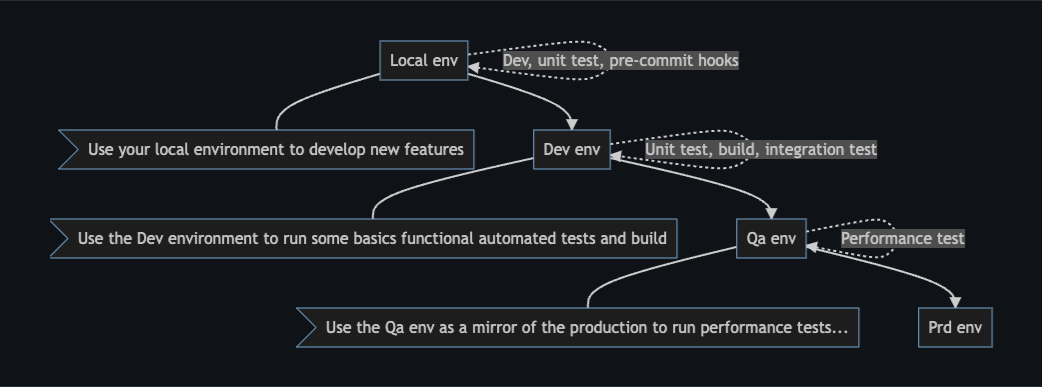 Local env
Dev, unit test, pre-commit hooks
Use your local environment to develop new features
Dev env
Unit test, build, integration test
Use the Dev environment to run some basics functional automated tests and build
Qa env
Performance test
Use the Qa env as a mirror of the production to run performance tests...
Prd env